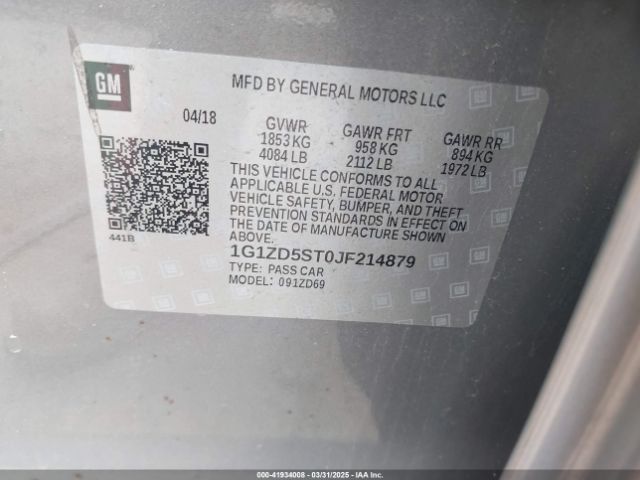 GM
MFD BY GENERAL MOTORS LLC
04/18
GVWR GAWR FRT GAWR RR
1853 KG 958 KG 894 KG
4084 LB 2112 LB 1972 LB
THIS VEHICLE CONFORMS TO ALL
APPLICABLE U.S. FEDERAL MOTOR
VEHICLE SAFETY, BUMPER, AND THEFT
PREVENTION STANDARDS IN EFFECT ON
THE DATE OF MANUFACTURE SHOWN
ABOVE.
441B
1G1ZD5ST0JF214879
TYPE: PASS CAR
MODEL: 091ZD69
000-41934008 - 03/31/2025 - IAAI.com